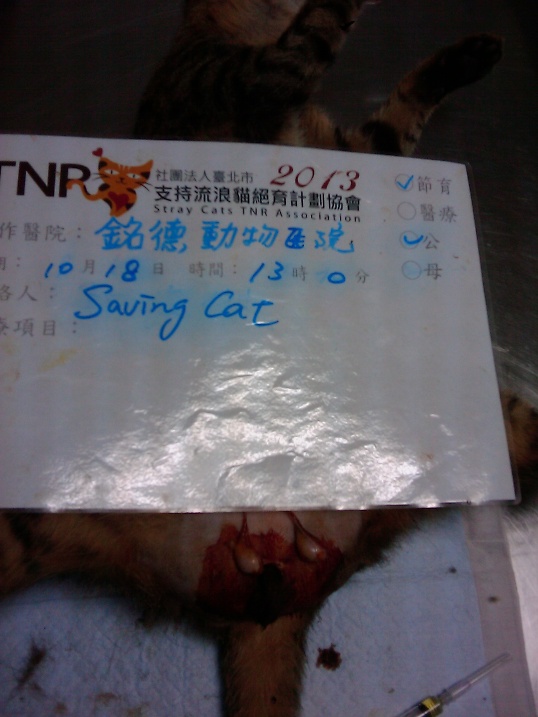 TNR 社團法人臺北市 2013
支持流浪貓絕育計劃協會
Stray Cats TNR Association
節育
醫療
公
母
作醫院：銘德動物医院
期：10月18日 時間：13時0分
絡人：Saving Cat
療項目：